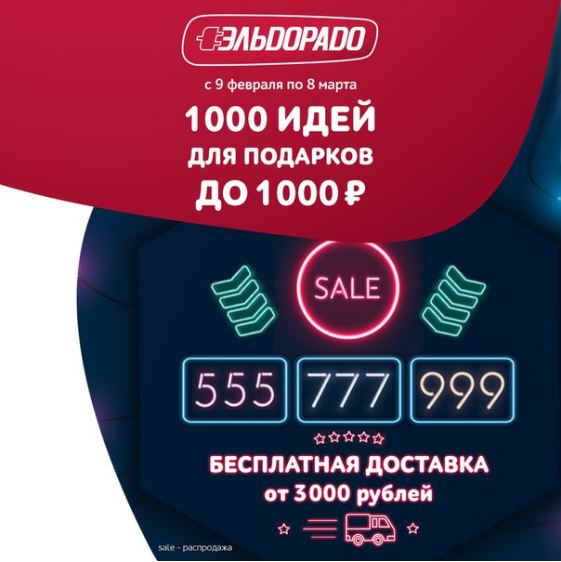 ЭЛЬDОРАDО
с 9 февраля по 8 марта
1000 ИДЕЙ
ДЛЯ ПОДАРКОВ
ДО 1000 ₽
SALE
555 777 999
БЕСПЛАТНАЯ ДОСТАВКА
от 3000 рублей
sale - распродажа